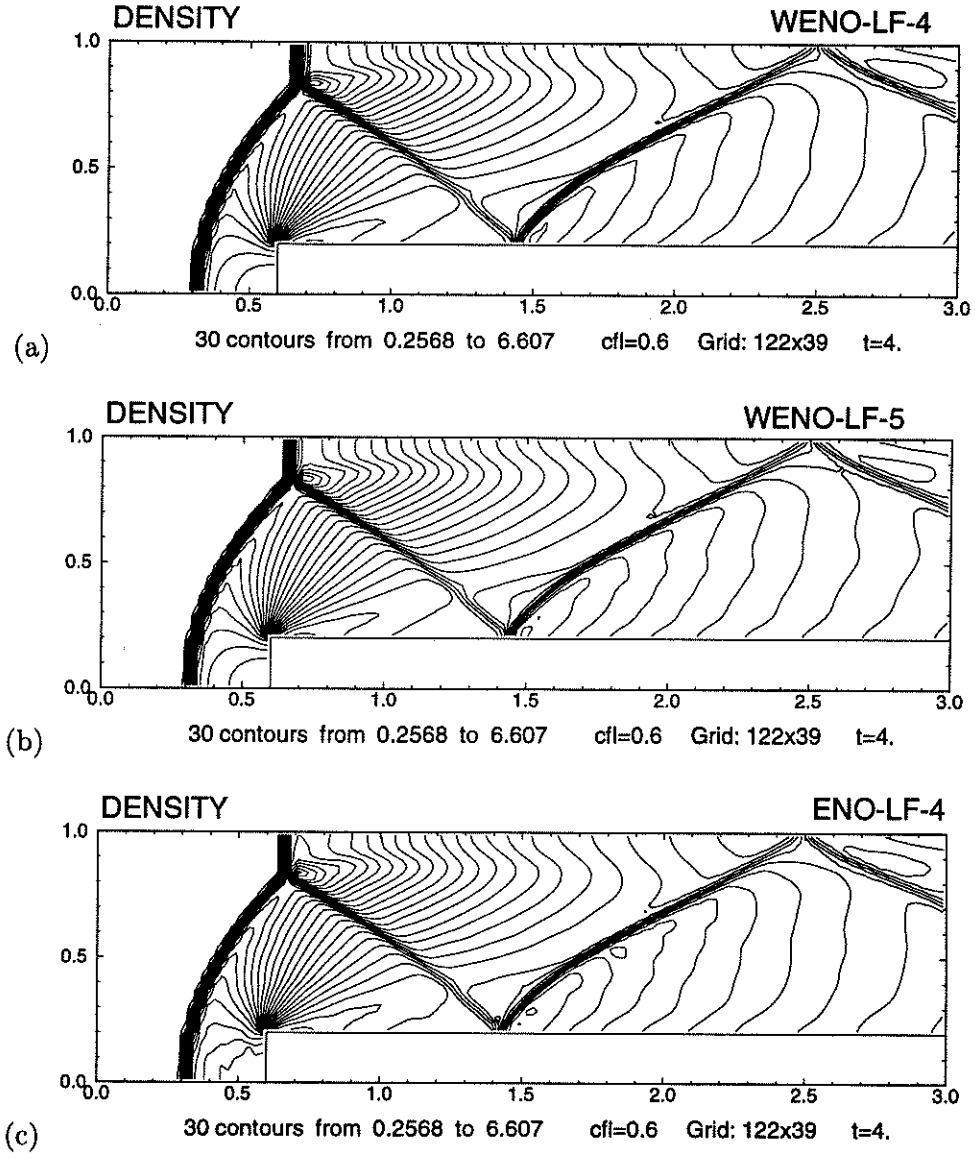 DENSITY WENO-LF-4
1.0
0.5
0.0
0.0 0.5 1.0 1.5 2.0 2.5 3.0
(a) 30 contours from 0.2568 to 6.607 cfl=0.6 Grid: 122x39 t=4.
DENSITY WENO-LF-5
1.0
0.5
0.0
0.0 0.5 1.0 1.5 2.0 2.5 3.0
(b) 30 contours from 0.2568 to 6.607 cfl=0.6 Grid: 122x39 t=4.
DENSITY ENO-LF-4
1.0
0.5
0.0
0.0 0.5 1.0 1.5 2.0 2.5 3.0
(c) 30 contours from 0.2568 to 6.607 cfl=0.6 Grid: 122x39 t=4.